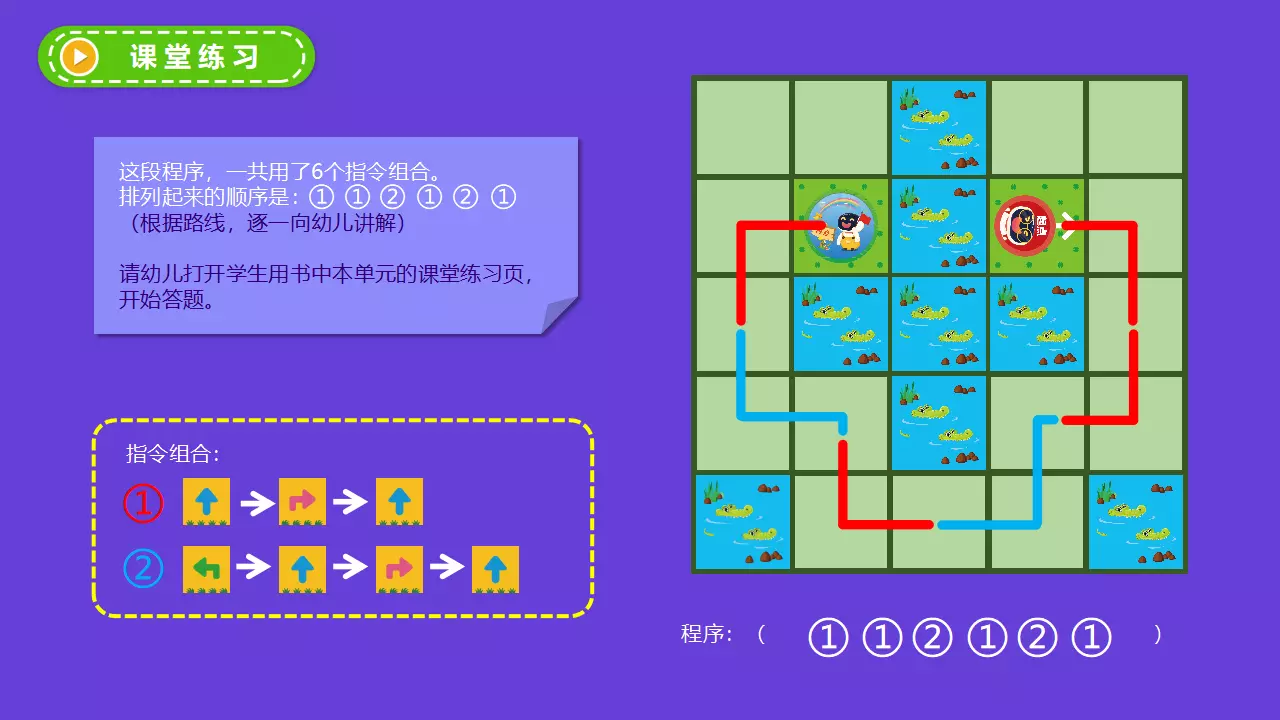 课堂练习
这段程序，一共用了6个指令组合。
排列起来的顺序是：① ① ② ① ② ①
（根据路线，逐一向幼儿讲解）
请幼儿打开学生用书中本单元的课堂练习页，
开始答题。
指令组合：
①
②
起点
程序：（ ① ① ② ① ② ① ）